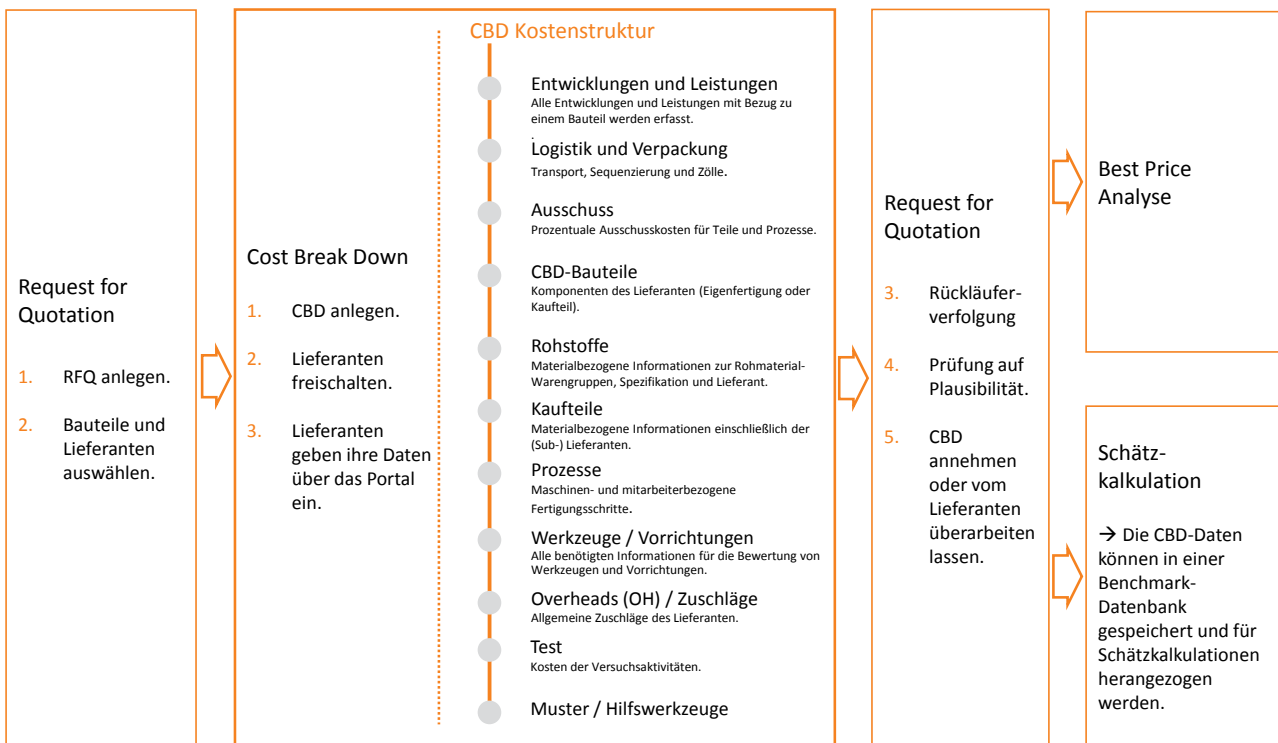 Request for
Quotation
1. RFQ anlegen.
2. Bauteile und
Lieferanten
auswählen.
Cost Break Down
1. CBD anlegen.
2. Lieferanten
freischalten.
3. Lieferanten
geben ihre Daten
über das Portal
ein.
CBD Kostenstruktur
Entwicklungen und Leistungen
Alle Entwicklungen und Leistungen mit Bezug zu
einem Bauteil werden erfasst.
.
Logistik und Verpackung
Transport, Sequenzierung und Zölle.
Ausschuss
Prozentuale Ausschusskosten für Teile und Prozesse.
CBD-Bauteile
Komponenten des Lieferanten (Eigenfertigung oder
Kaufteil).
Rohstoffe
Materialbezogene Informationen zur Rohmaterial-
Warengruppen, Spezifikation und Lieferant.
Kaufteile
Materialbezogene Informationen einschließlich der
(Sub-) Lieferanten.
Prozesse
Maschinen- und mitarbeiterbezogene
Fertigungsschritte.
Werkzeuge / Vorrichtungen
Alle benötigten Informationen für die Bewertung von
Werkzeugen und Vorrichtungen.
Overheads (OH) / Zuschläge
Allgemeine Zuschläge des Lieferanten.
Test
Kosten der Versuchsaktivitäten.
Muster / Hilfswerkzeuge
Request for
Quotation
3. Rückläufer-
verfolgung
4. Prüfung auf
Plausibilität.
5. CBD
annehmen
oder vom
Lieferanten
überarbeiten
lassen.
Best Price
Analyse
Schätz-
kalkulation
→ Die CBD-Daten
können in einer
Benchmark-
Datenbank
gespeichert und für
Schätzkalkulationen
herangezogen
werden.